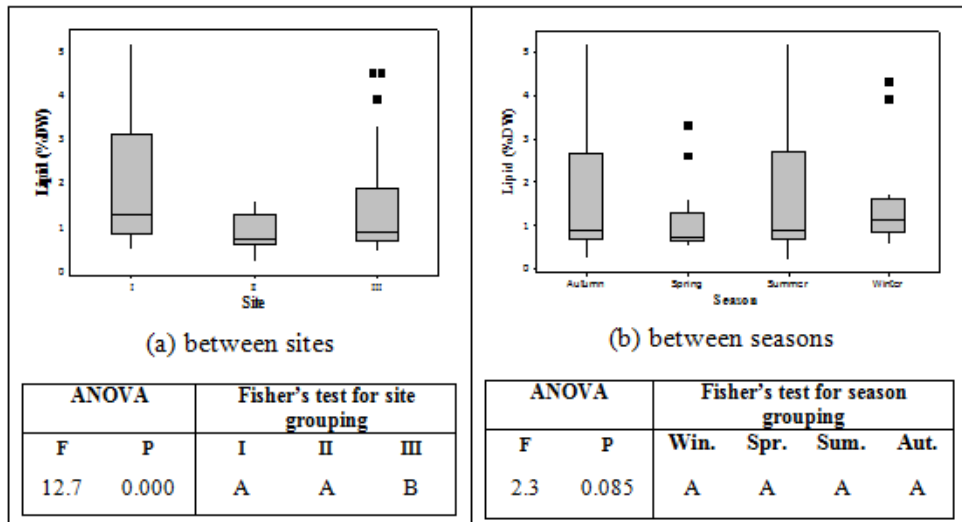 Lipid (%DW)
5
4
3
2
1
0
I
II
III
Site
(a) between sites
ANOVA Fisher's test for site grouping
F P I II III
12.7 0.000 A A B
Lipid (%DW)
5
4
3
2
1
0
Autumn Spring Summer Winter
Season
(b) between seasons
ANOVA Fisher's test for season grouping
F P Win. Spr. Sum. Aut.
2.3 0.085 A A A A